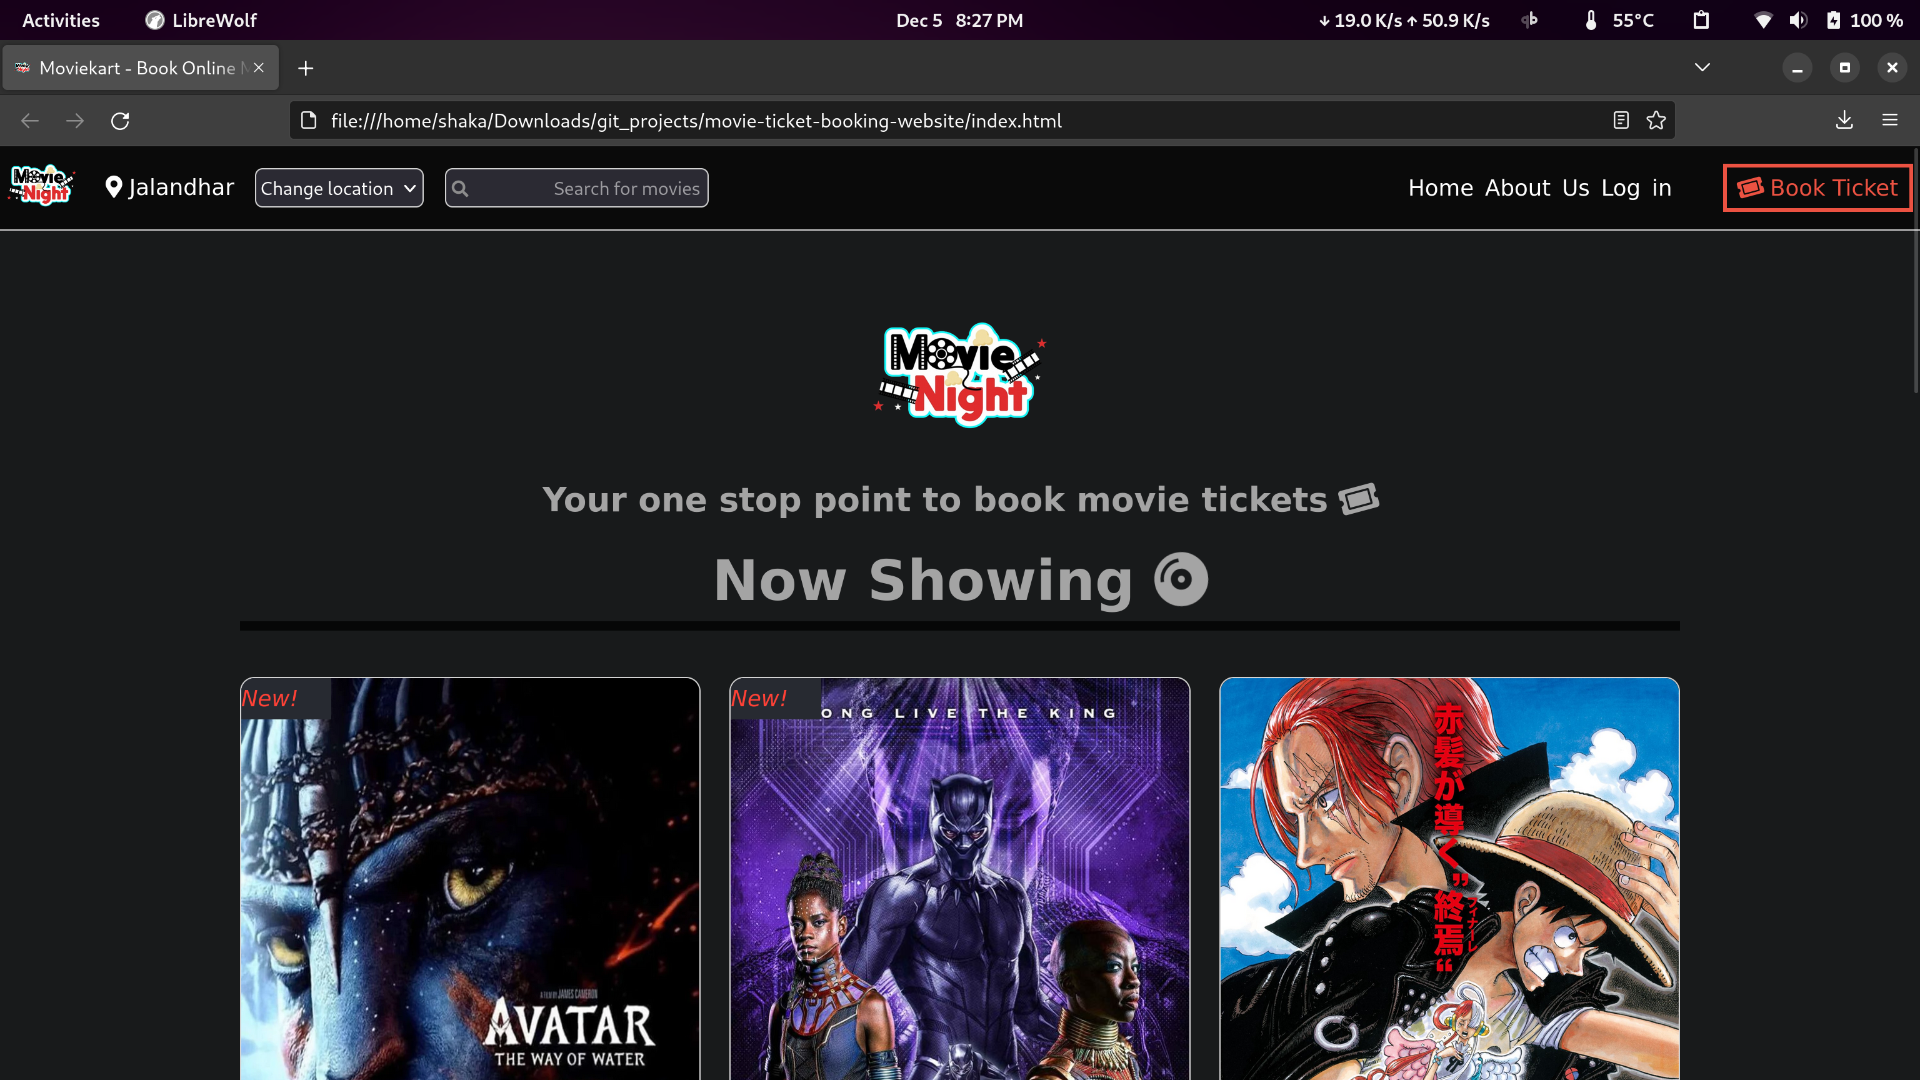 Activities
LibreWolf
Dec 5 8:27 PM
↓ 19.0 K/s ↑ 50.9 K/s
55°C
100 %
Moviekart - Book Online
file:///home/shaka/Downloads/git_projects/movie-ticket-booking-website/index.html
Movie
Night
Jalandhar
Change location
Search for movies
Home About Us Log in
Book Ticket
Movie
Night
Your one stop point to book movie tickets
Now Showing
New!
New!
ONG LIVE THE KING
赤髪が導く”終焉“
フィナーレ
A FILM BY JAMES CAMERON
AVATAR
THE WAY OF WATER